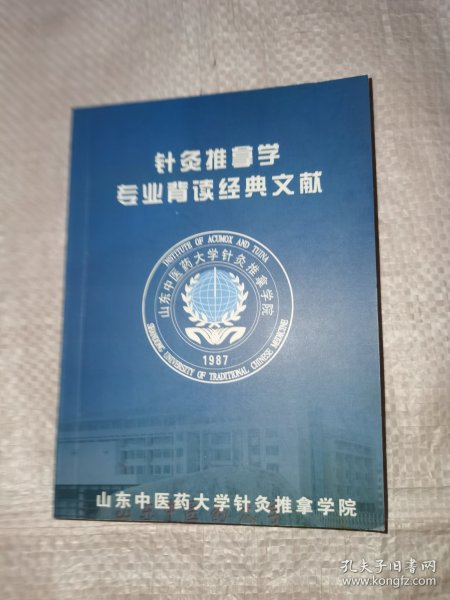 针灸推拿学
专业背读经典文献
INSTITUTE OF ACUMOX AND TUINA
山东中医药大学针灸推拿学院
1987
SHANDONG UNIVERSITY OF TRADITIONAL CHINESE MEDICINE
山东中医药大学针灸推拿学院
孔夫子旧书网
www.kongfz.com